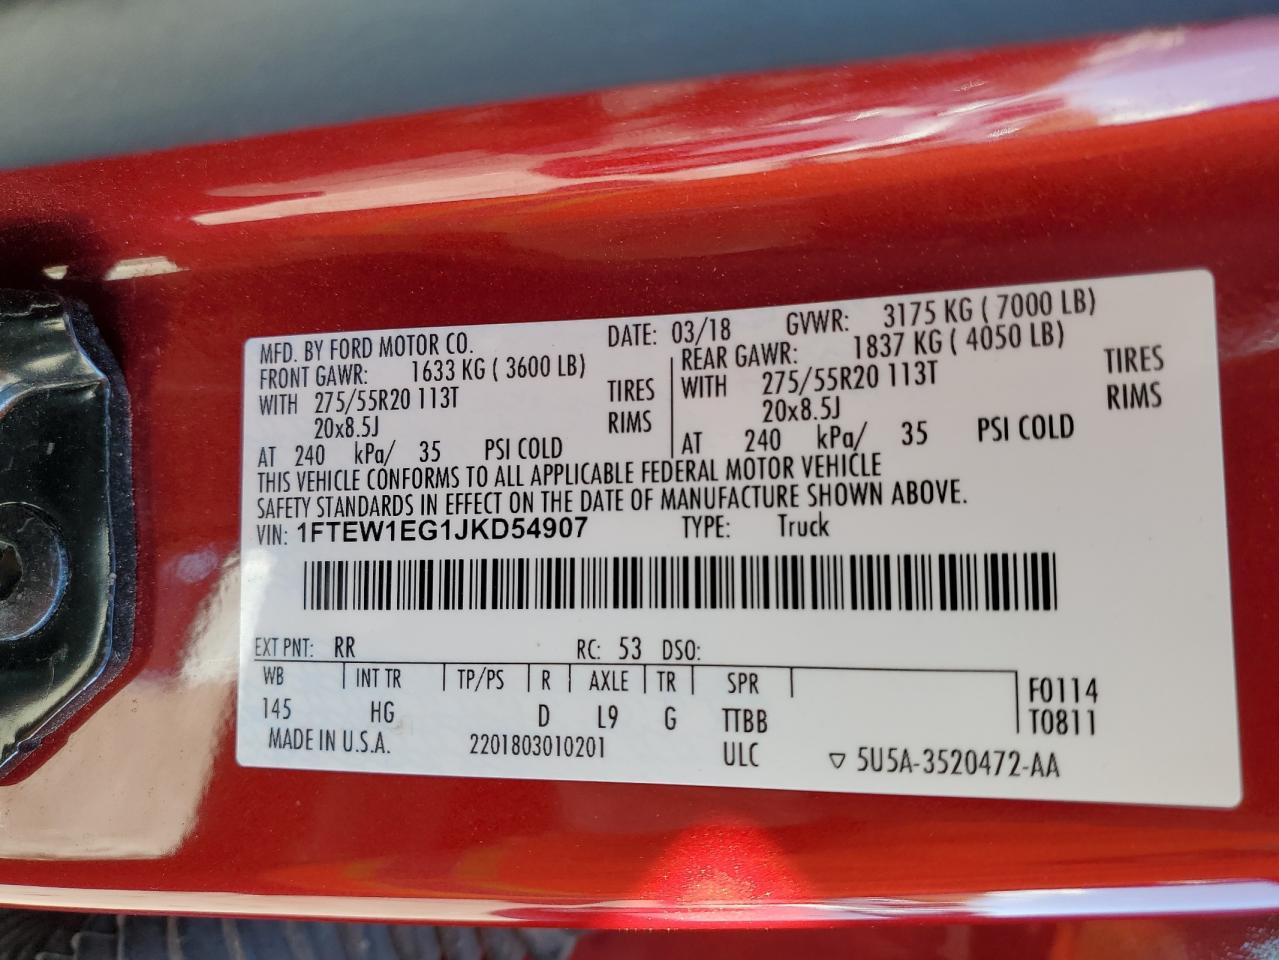 MFD. BY FORD MOTOR CO. DATE: 03/18 GVWR: 3175 KG ( 7000 LB)
FRONT GAWR: 1633 KG ( 3600 LB) REAR GAWR: 1837 KG ( 4050 LB)
WITH 275/55R20 113T TIRES WITH 275/55R20 113T TIRES
20x8.5J RIMS 20x8.5J RIMS
AT 240 kPa/ 35 PSI COLD AT 240 kPa/ 35 PSI COLD
THIS VEHICLE CONFORMS TO ALL APPLICABLE FEDERAL MOTOR VEHICLE
SAFETY STANDARDS IN EFFECT ON THE DATE OF MANUFACTURE SHOWN ABOVE.
VIN: 1FTEW1EG1JKD54907 TYPE: Truck
EXT PNT: RR RC: 53 DSO:
WB INT TR TP/PS R AXLE TR SPR F0114
145 HG D L9 G TTBB T0811
MADE IN U.S.A. 2201803010201 ULC ▽ 5U5A-3520472-AA